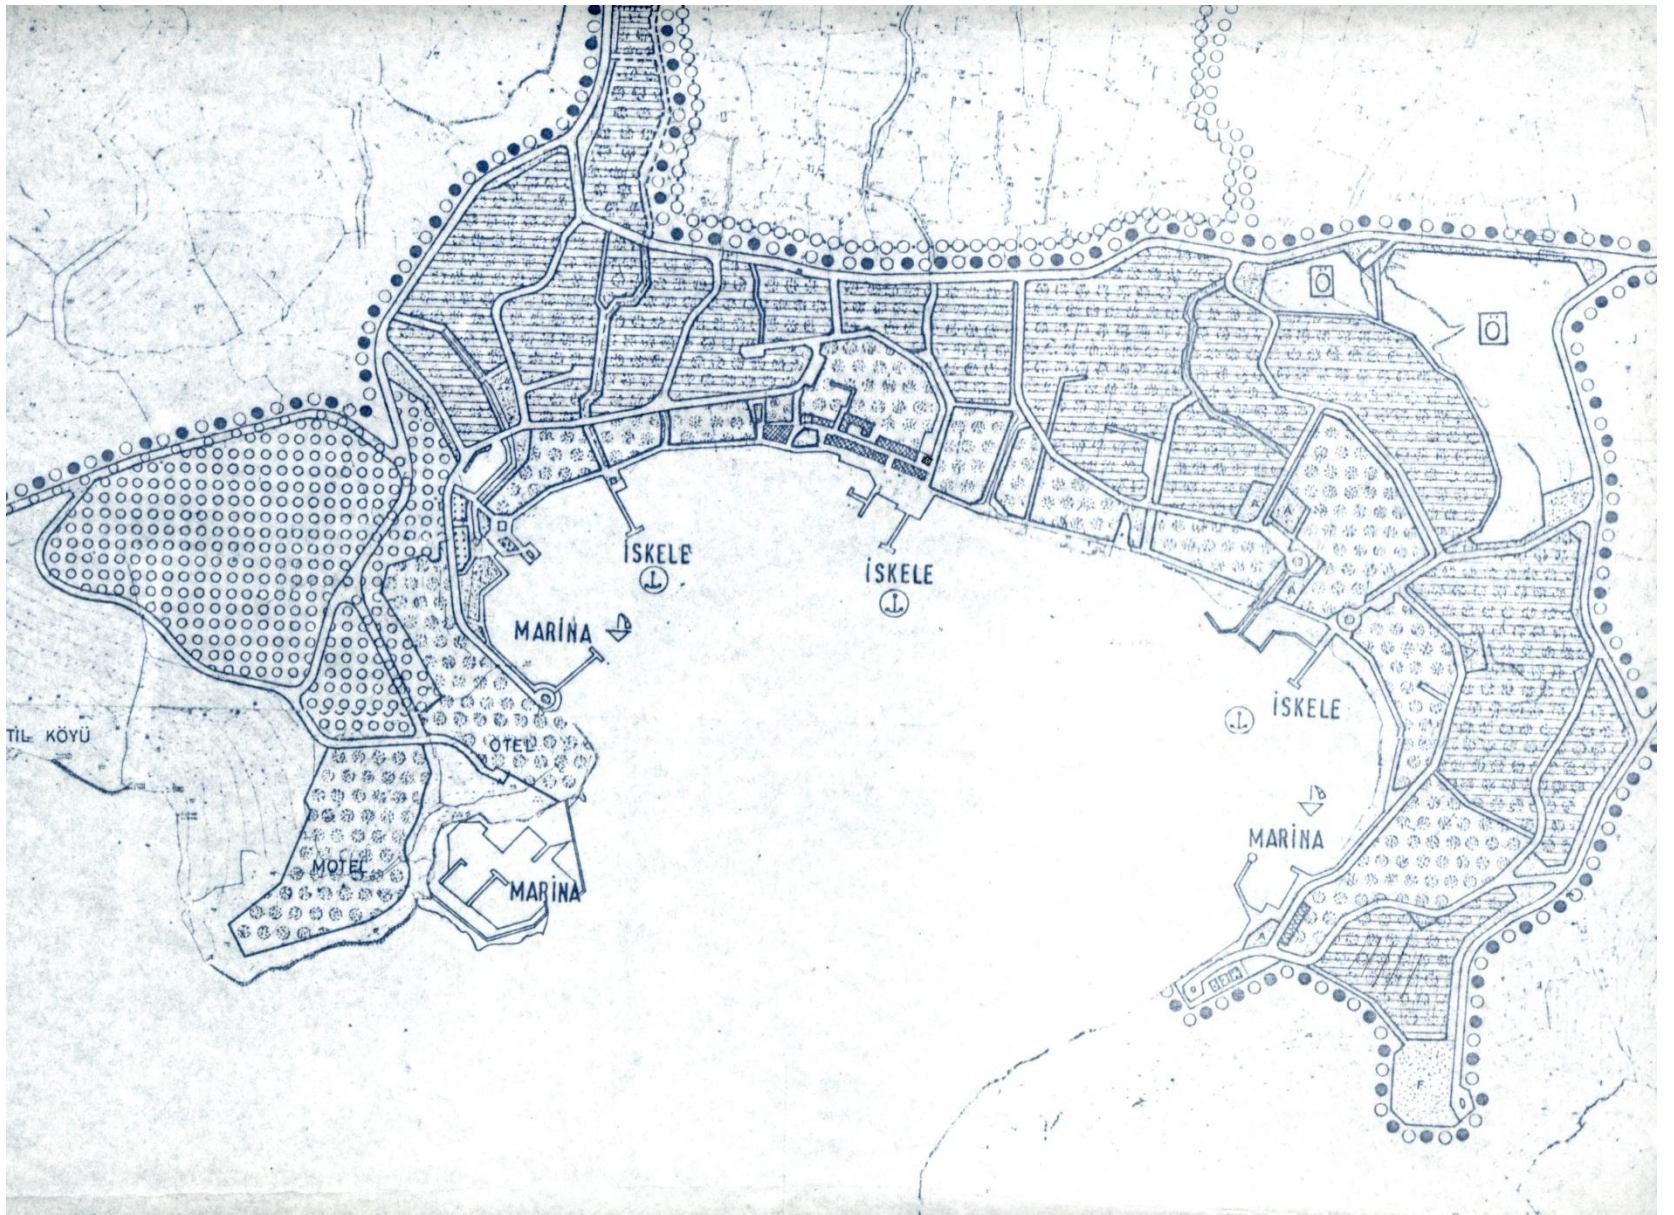 Ö
Ö
A
A
İSKELE
İSKELE
A
MARİNA
İSKELE
TİL KÖYÜ
OTEL
MARİNA
MOTEL
MARİNA
A
F